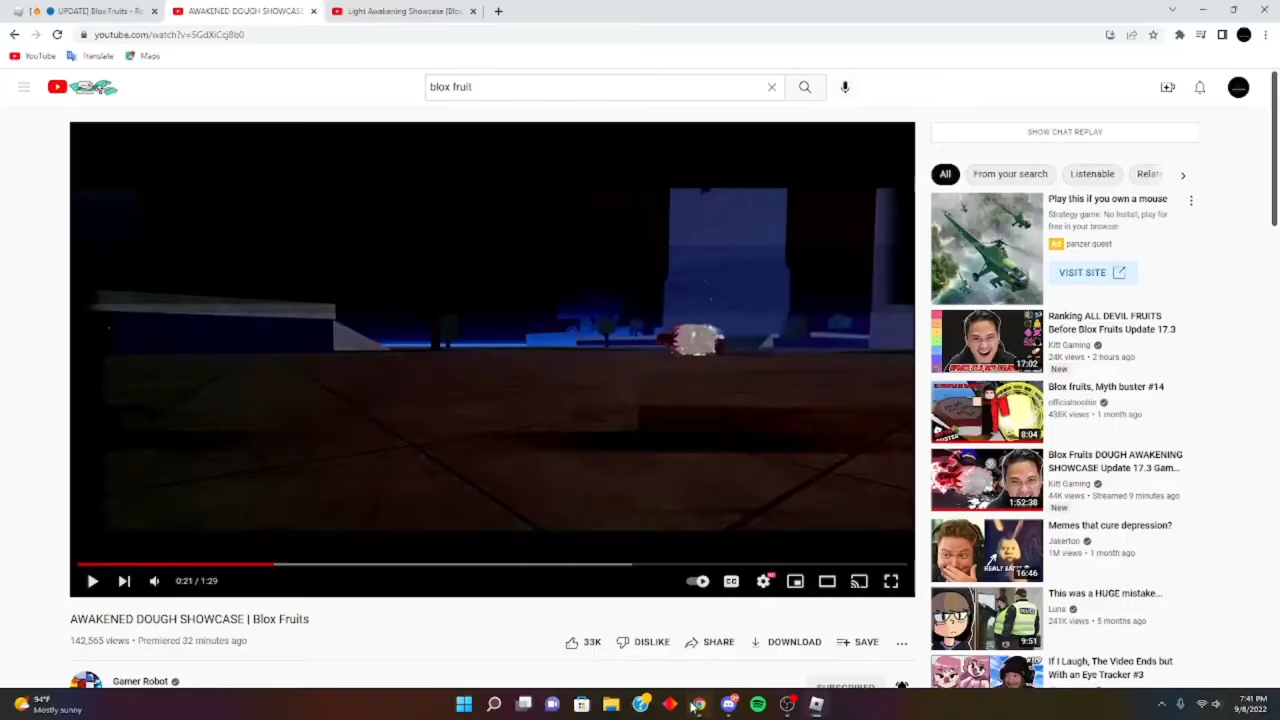 UPDATE] Blox Fruits - Ro
AWAKENED DOUGH SHOWCASE
Light Awakening Showcase [Blox
youtube.com/watch?v=5GdXiCcj8b0
YouTube
Translate
Maps
blox fruit
SHOW CHAT REPLAY
All
From your search
Listenable
Relate
Play this if you own a mouse
Strategy game. No Install, play for
free in your browser
Ad panzer.quest
VISIT SITE
Ranking ALL DEVIL FRUITS
Before Blox Fruits Update 17.3
Kitt Gaming
24K views • 2 hours ago
New
17:02
Blox fruits, Myth buster #14
officialnoobie
438K views • 1 month ago
8:04
Blox Fruits DOUGH AWAKENING
SHOWCASE Update 17.3 Gam...
Kitt Gaming
44K views • Streamed 9 minutes ago
New
1:52:38
Memes that cure depression?
Jakerton
1M views • 1 month ago
16:46
This was a HUGE mistake...
Luna
241K views • 5 months ago
9:51
If I Laugh, The Video Ends but
With an Eye Tracker #3
0:21 / 1:29
AWAKENED DOUGH SHOWCASE | Blox Fruits
142,565 views • Premiered 32 minutes ago
33K
DISLIKE
SHARE
DOWNLOAD
SAVE
Gamer Robot
SUBSCRIBED
94°F
Mostly sunny
7:41 PM
9/8/2022